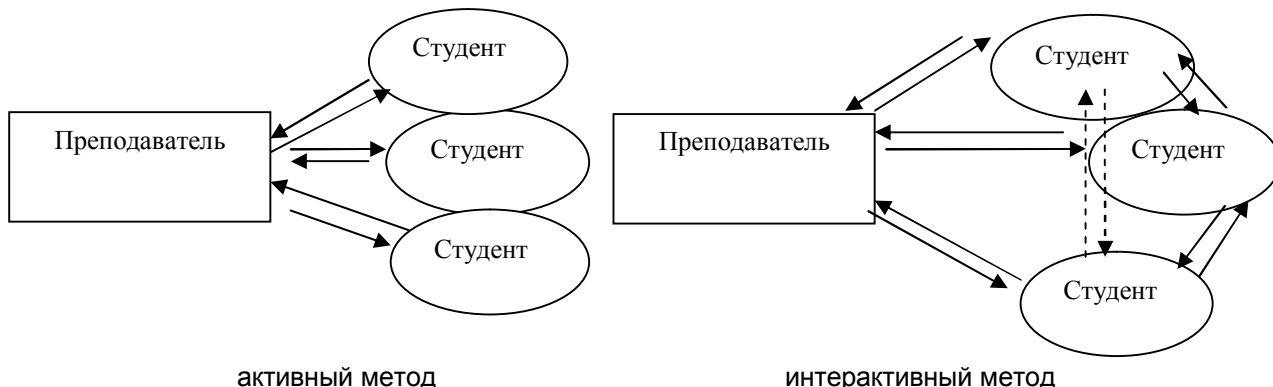 Студент
Преподаватель
Студент
Студент
активный метод
Студент
Преподаватель
Студент
Студент
интерактивный метод